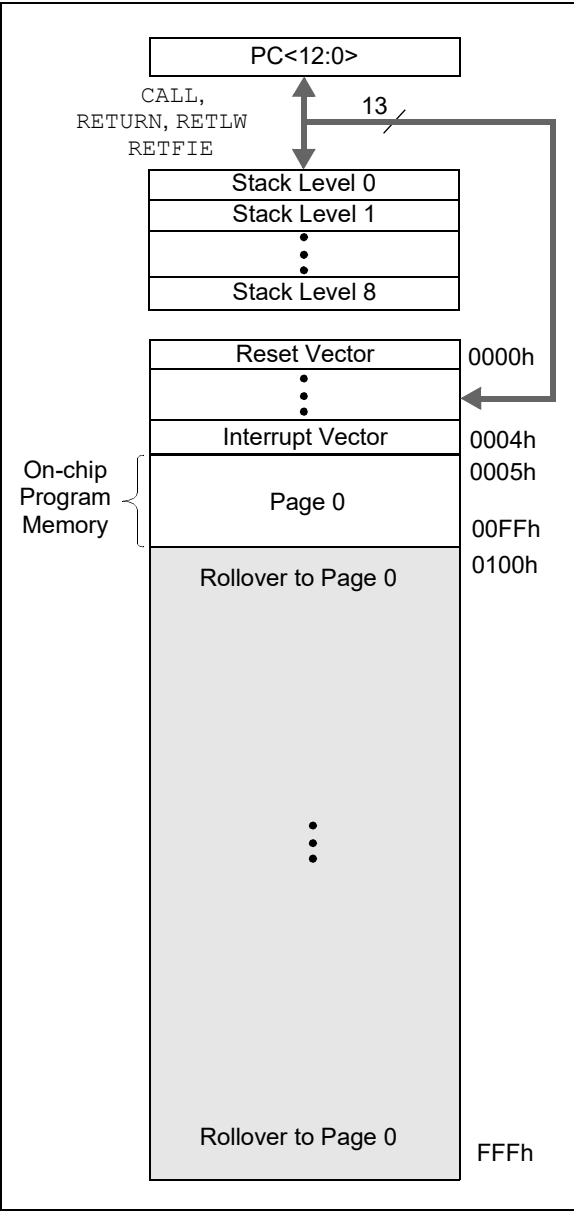 PC<12:0>
CALL,
RETURN, RETLW
RETFIE
13
Stack Level 0
Stack Level 1
Stack Level 8
Reset Vector
0000h
Interrupt Vector
0004h
On-chip
Program
Memory
0005h
Page 0
00FFh
0100h
Rollover to Page 0
Rollover to Page 0
FFFh